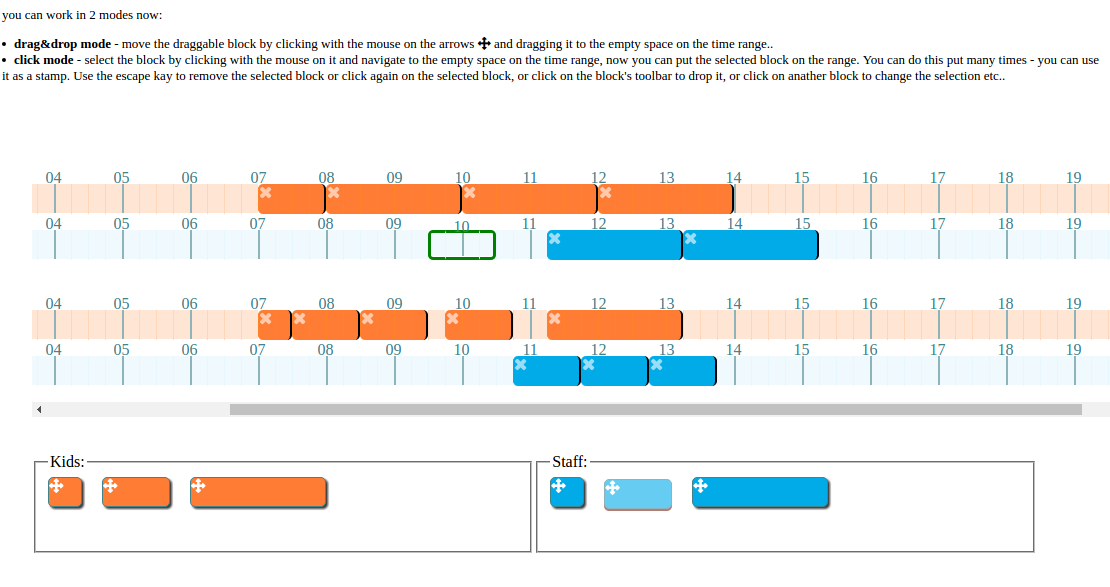 you can work in 2 modes now:
• drag&drop mode - move the draggable block by clicking with the mouse on the arrows and dragging it to the empty space on the time range..
• click mode - select the block by clicking with the mouse on it and navigate to the empty space on the time range, now you can put the selected block on the range. You can do this put many times - you can use
it as a stamp. Use the escape kay to remove the selected block or click again on the selected block, or click on the block's toolbar to drop it, or click on anather block to change the selection etc..
04 05 06 07 08 09 10 11 12 13 14 15 16 17 18 19
04 05 06 07 08 09 10 11 12 13 14 15 16 17 18 19
04 05 06 07 08 09 10 11 12 13 14 15 16 17 18 19
04 05 06 07 08 09 10 11 12 13 14 15 16 17 18 19
Kids: Staff: